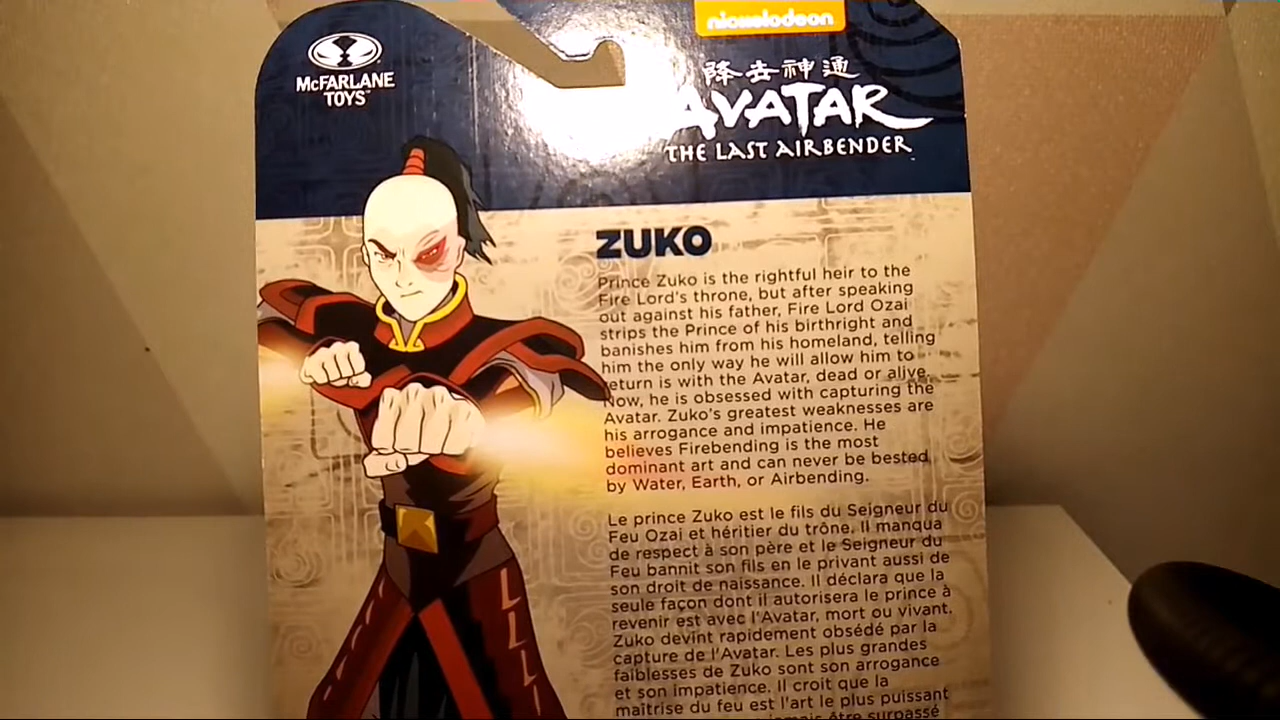 nickelodeon
McFARLANE
TOYS™
降去神通
AVATAR
THE LAST AIRBENDER™
ZUKO
Prince Zuko is the rightful heir to the
Fire Lord's throne, but after speaking
out against his father, Fire Lord Ozai
strips the Prince of his birthright and
banishes him from his homeland, telling
him the only way he will allow him to
return is with the Avatar, dead or alive.
Now, he is obsessed with capturing the
Avatar. Zuko's greatest weaknesses are
his arrogance and impatience. He
believes Firebending is the most
dominant art and can never be bested
by Water, Earth, or Airbending.
Le prince Zuko est le fils du Seigneur du
Feu Ozai et héritier du trône. Il manqua
de respect à son père et le Seigneur du
Feu bannit son fils en le privant aussi de
son droit de naissance. Il déclara que la
seule façon dont il autorisera le prince à
revenir est avec l'Avatar, mort ou vivant.
Zuko devint rapidement obsédé par la
capture de l'Avatar. Les plus grandes
faiblesses de Zuko sont son arrogance
et son impatience. Il croit que la
maîtrise du feu est l'art le plus puissant
jamais être surpassé